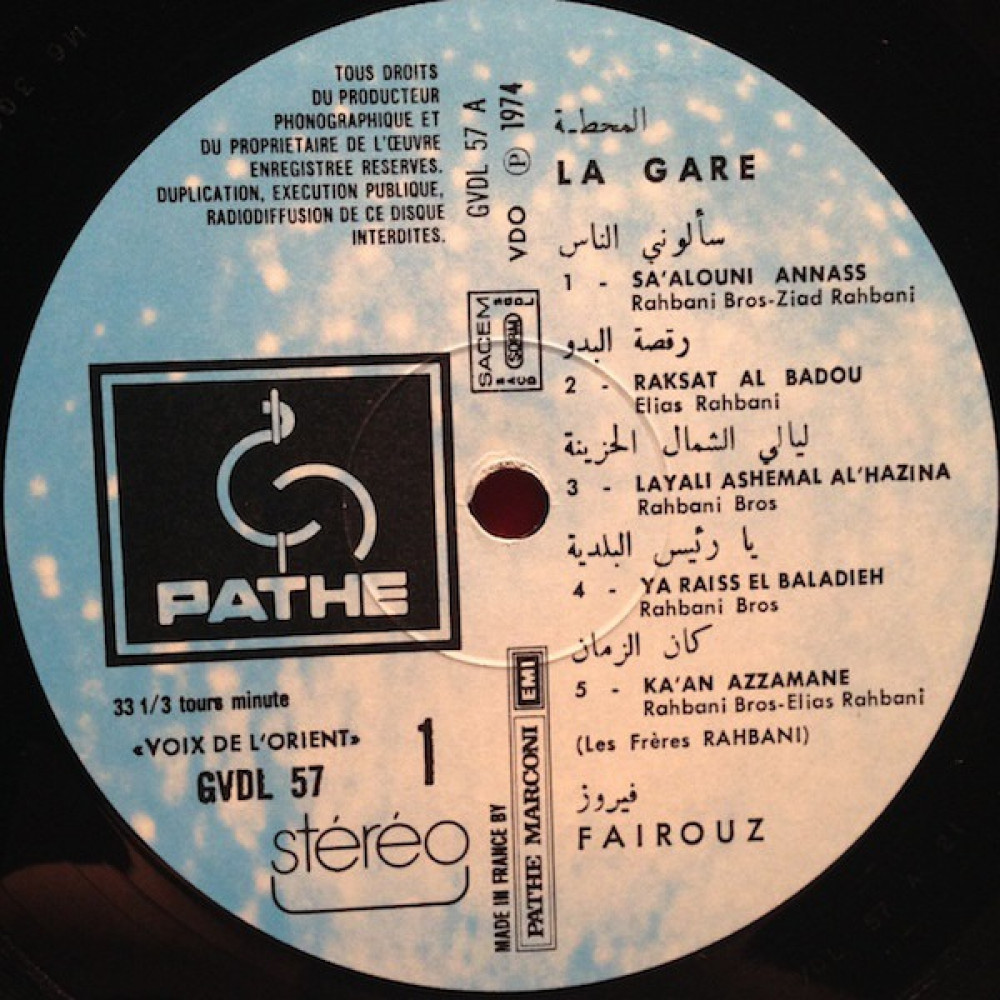 TOUS DROITS
DU PRODUCTEUR
PHONOGRAPHIQUE ET
DU PROPRIETAIRE DE L'ŒUVRE
ENREGISTREE RESERVES.
DUPLICATION, EXECUTION PUBLIQUE,
RADIODIFFUSION DE CE DISQUE
INTERDITES.
GVDL 57 A
VDO Ⓟ 1974
SACEM
المحطـة
LA GARE
سألوني الناس
1 - SA'ALOUNI ANNASS
Rahbani Bros-Ziad Rahbani
رقصة البدو
2 - RAKSAT AL BADOU
Elias Rahbani
ليالي الشمال الحزينة
3 - LAYALI ASHEMAL AL'HAZINA
Rahbani Bros
يا رئيس البلدية
4 - YA RAISS EL BALADIEH
Rahbani Bros
كان الزمان
5 - KA'AN AZZAMANE
Rahbani Bros-Elias Rahbani
(Les Frères RAHBANI)
فيروز
FAIROUZ
PATHE
33 1/3 tours minute
«VOIX DE L'ORIENT»
GVDL 57
1
stéréo
MADE IN FRANCE BY
PATHE MARCONI EMI